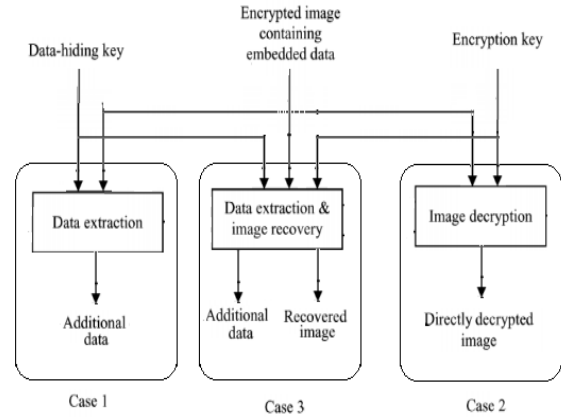 Encrypted image
containing
embedded data
Data-hiding key
Encryption key
Data extraction
Data extraction &
image recovery
Image decryption
Additional
data
Additional
data
Recovered
image
Directly decrypted
image
Case 1
Case 3
Case 2